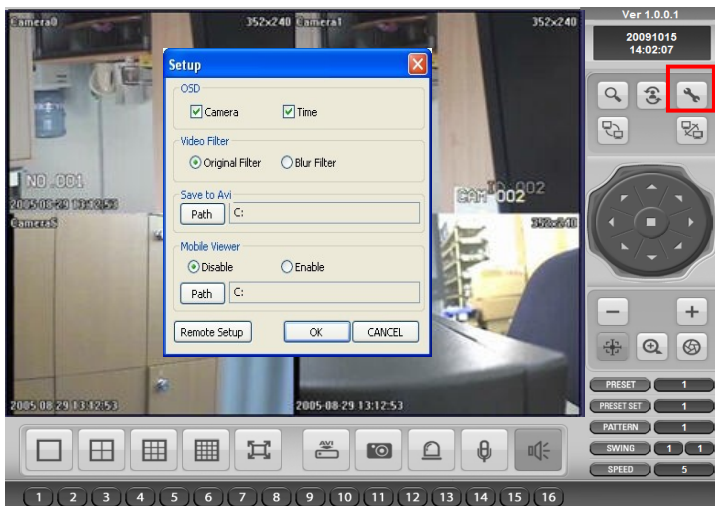 Camera0
352x240
Camera1
352x240
Ver 1.0.0.1
20091015
14:02:07
Setup
OSD
Camera
Time
Video Filter
Original Filter
Blur Filter
Save to Avi
Path
C:
Mobile Viewer
Disable
Enable
Path
C:
Remote Setup
OK
CANCEL
NO .001
2005-08-29 13:12:53
CAM 002
Camera8
352x240
2005-08-29 13:12:53
2005-08-29 13:12:53
PRESET 1
PRESET SET 1
PATTERN 1
SWING 1 1
SPEED 5
AVI
1 2 3 4 5 6 7 8 9 10 11 12 13 14 15 16